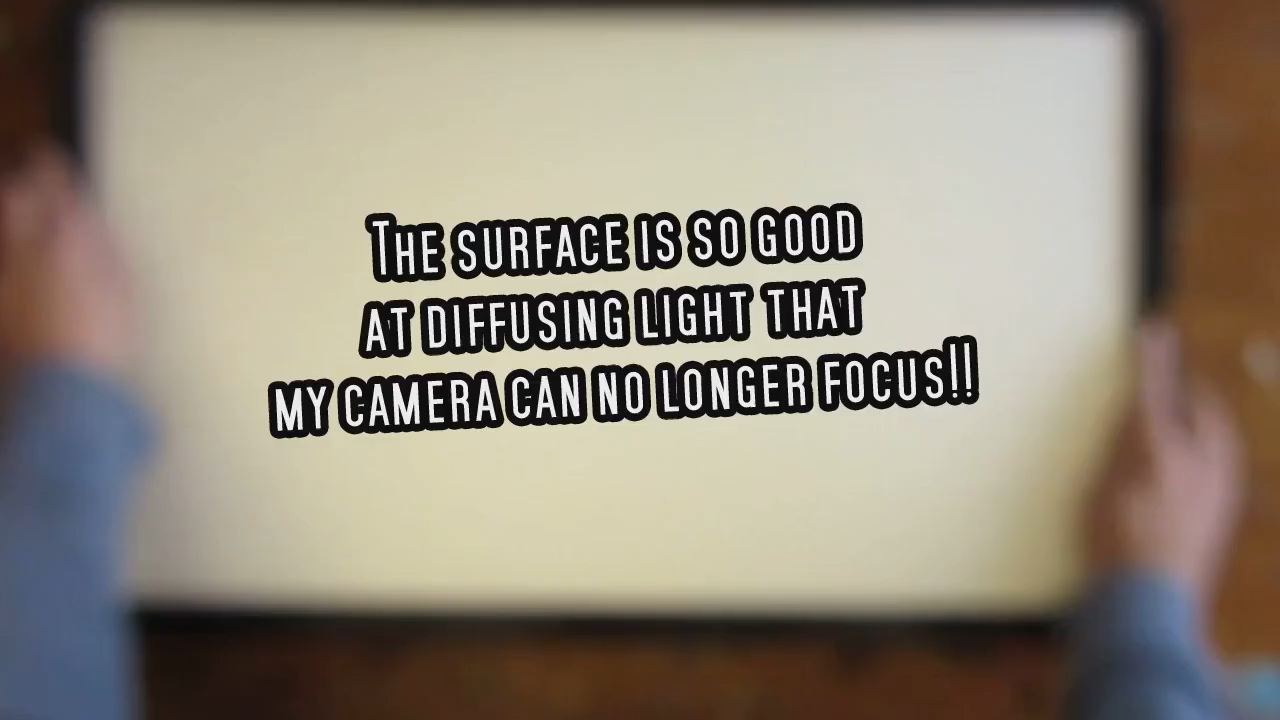 The surface is so good
at diffusing light that
my camera can no longer focus!!